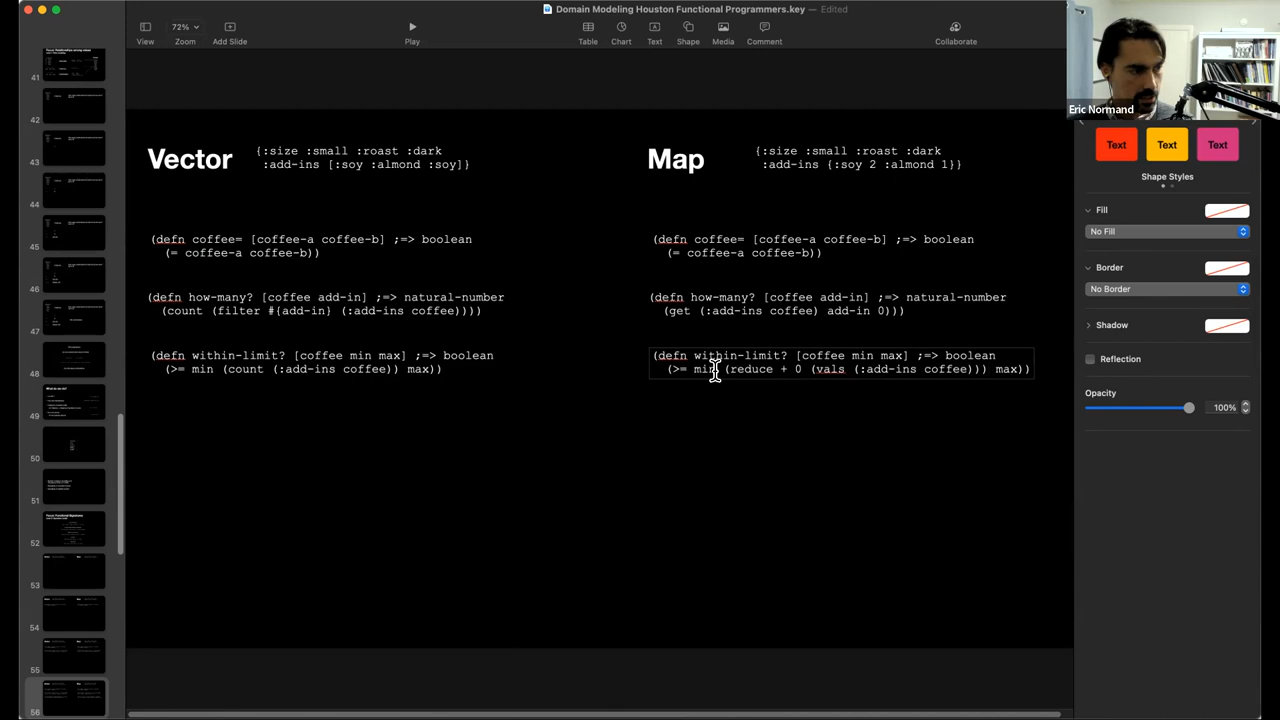 Domain Modeling Houston Functional Programmers.key — Edited
72%
View
Zoom
Add Slide
Play
Table
Chart
Text
Shape
Media
Comment
Collaborate
Eric Normand
41
42
43
44
45
46
47
48
49
50
51
52
53
54
55
56
Vector
{:size :small :roast :dark
:add-ins [:soy :almond :soy]}
(defn coffee= [coffee-a coffee-b] ;=> boolean
(= coffee-a coffee-b))
(defn how-many? [coffee add-in] ;=> natural-number
(count (filter #{add-in} (:add-ins coffee))))
(defn within-limit? [coffee min max] ;=> boolean
(>= min (count (:add-ins coffee)) max))
Map
{:size :small :roast :dark
:add-ins {:soy 2 :almond 1}}
(defn coffee= [coffee-a coffee-b] ;=> boolean
(= coffee-a coffee-b))
(defn how-many? [coffee add-in] ;=> natural-number
(get (:add-ins coffee) add-in 0)))
(defn within-limit? [coffee min max] ;=> boolean
(>= min (reduce + 0 (vals (:add-ins coffee))) max))
Text
Text
Text
Shape Styles
Fill
No Fill
Border
No Border
Shadow
Reflection
Opacity
100%